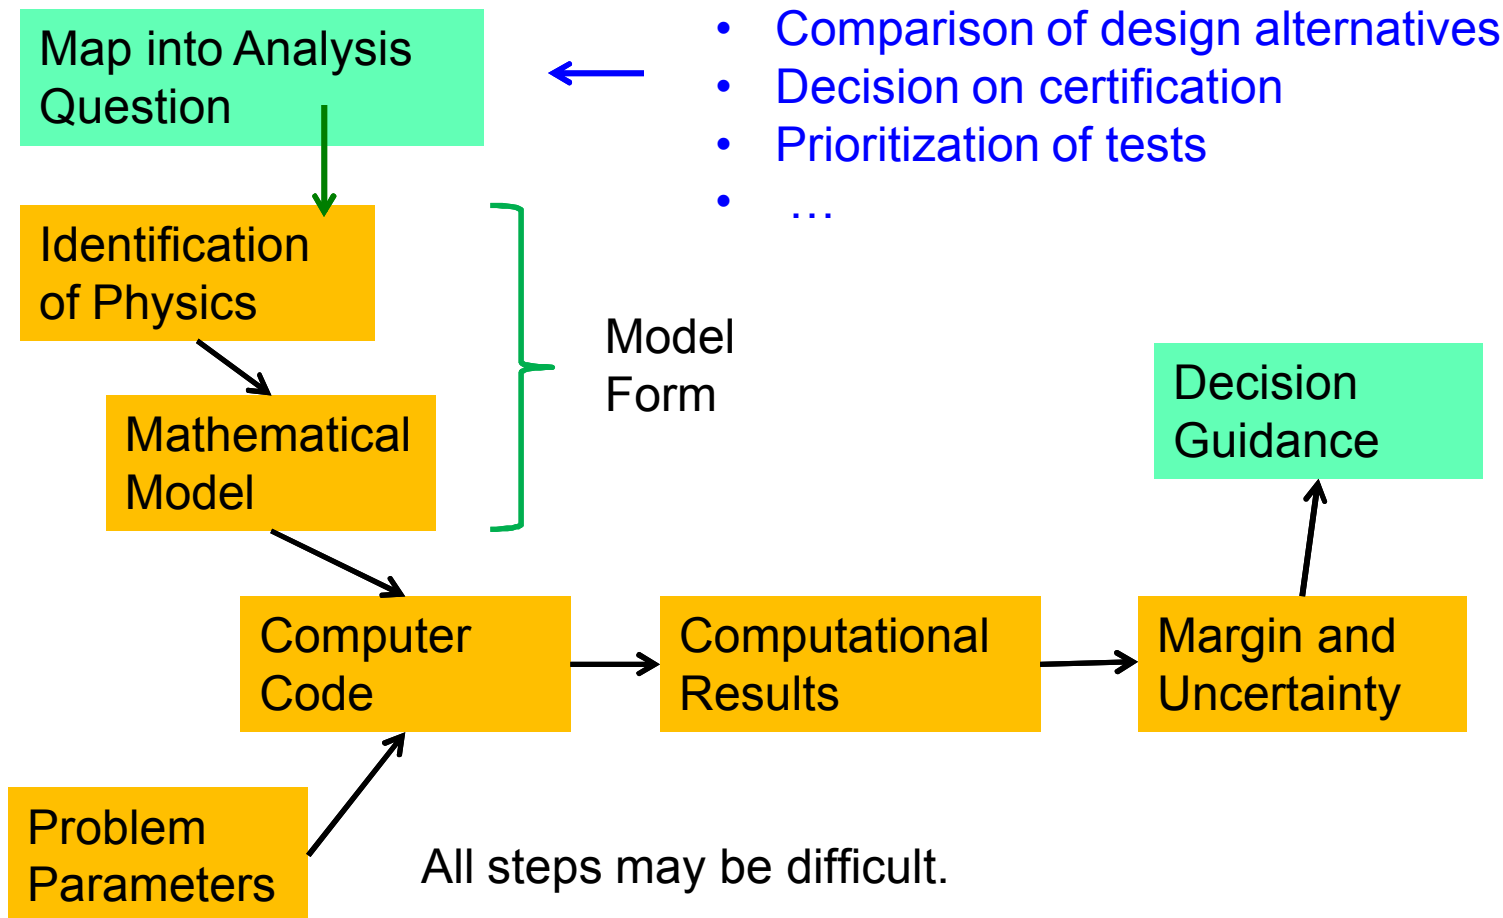 Map into Analysis
Question
• Comparison of design alternatives
• Decision on certification
• Prioritization of tests
• …
Identification
of Physics
Model
Form
Mathematical
Model
Decision
Guidance
Computer
Code
Computational
Results
Margin and
Uncertainty
Problem
Parameters
All steps may be difficult.